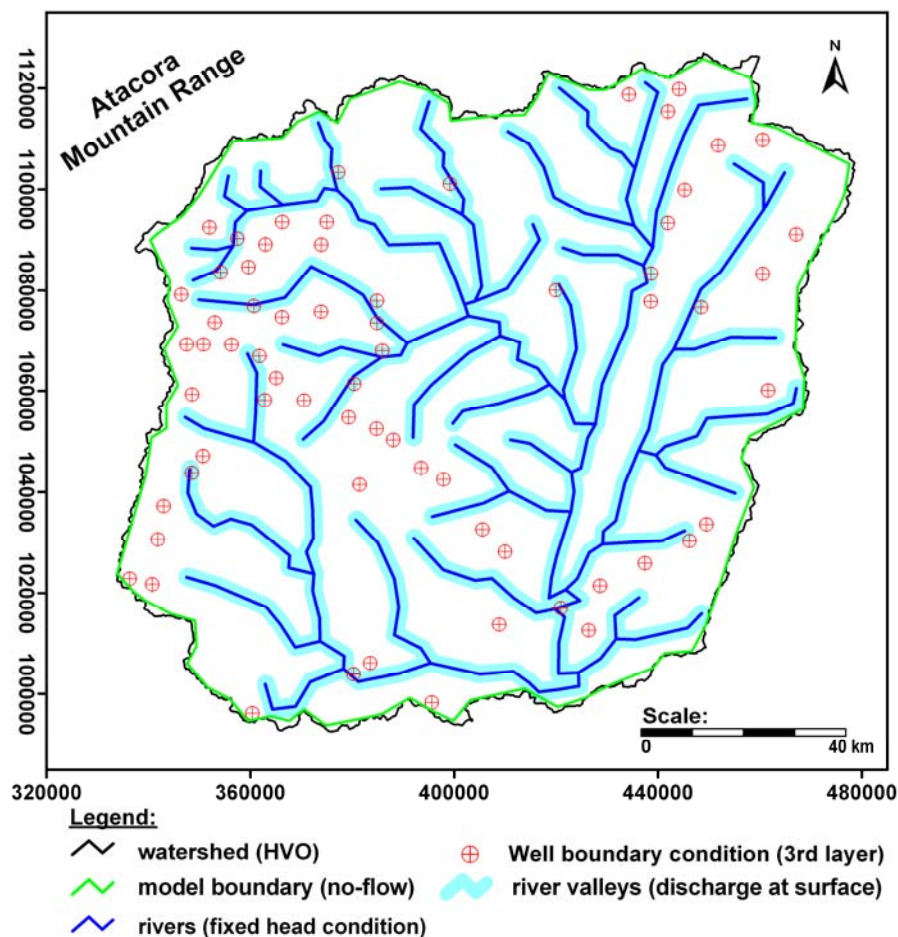 Atacora
Mountain Range
N
1120000
1100000
1080000
1060000
1040000
1020000
1000000
Scale:
0 40 km
320000 360000 400000 440000 480000
Legend:
watershed (HVO)
model boundary (no-flow)
rivers (fixed head condition)
Well boundary condition (3rd layer)
river valleys (discharge at surface)